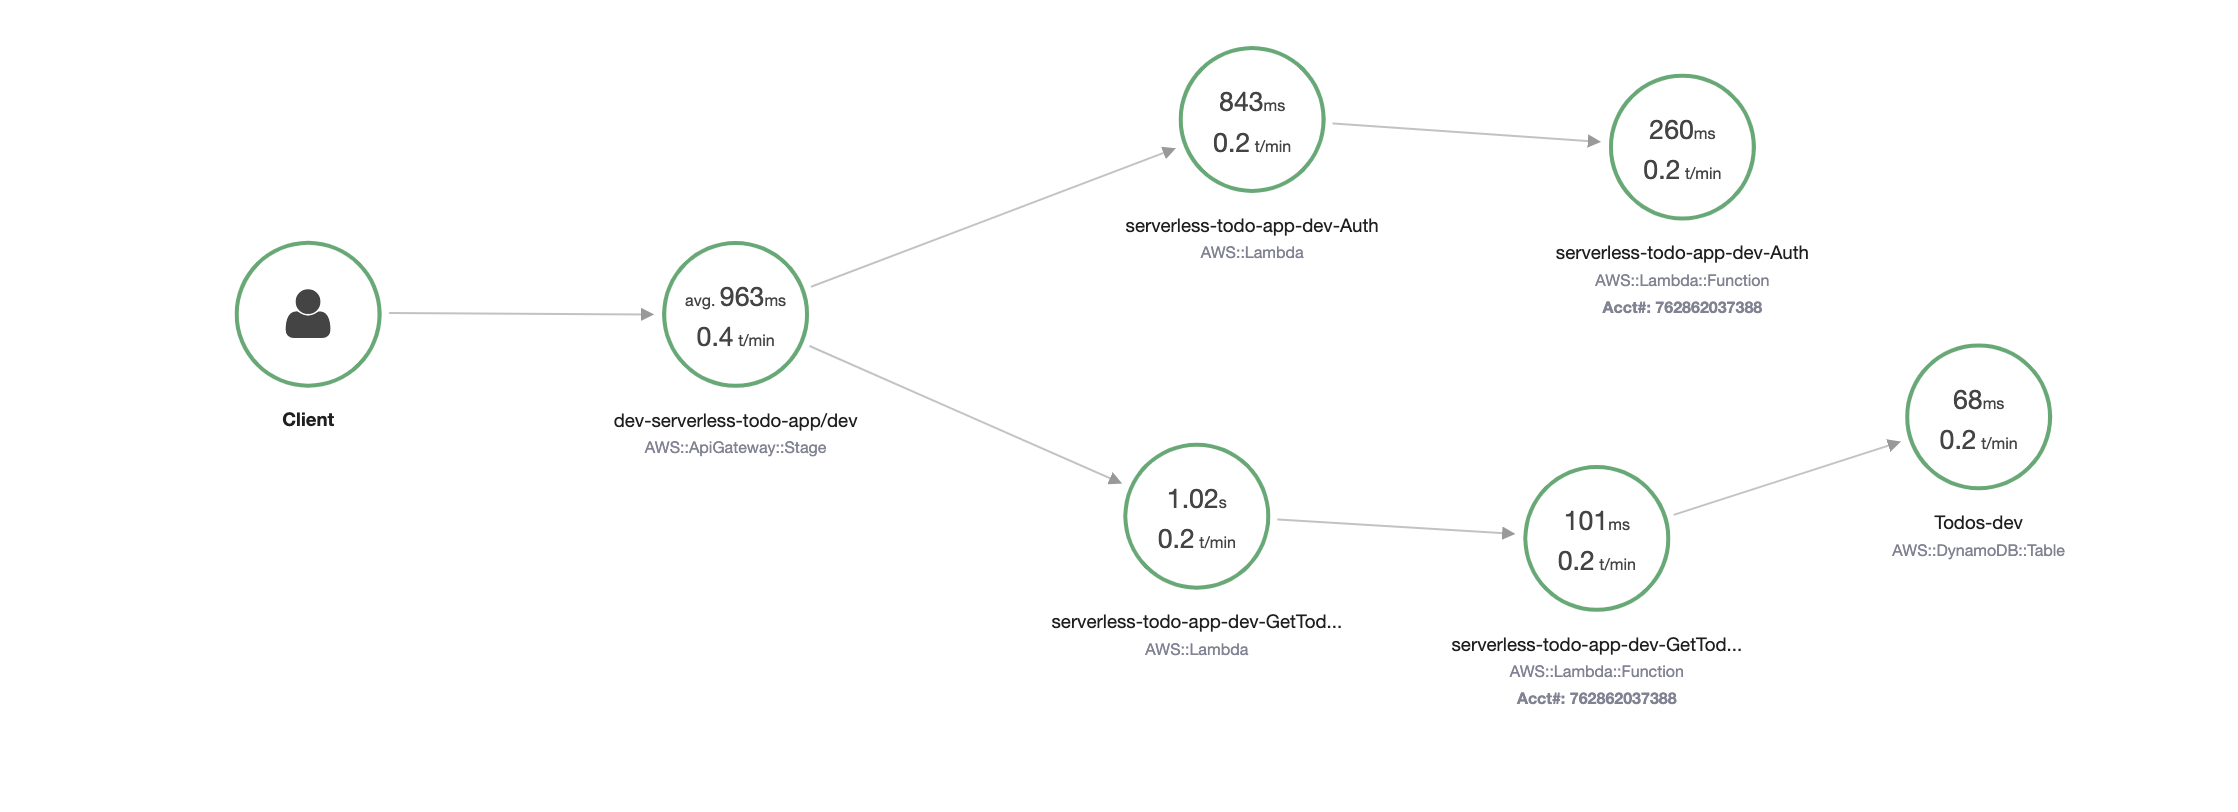 Client
avg. 963ms
0.4 t/min
dev-serverless-todo-app/dev
AWS::ApiGateway::Stage
843ms
0.2 t/min
serverless-todo-app-dev-Auth
AWS::Lambda
260ms
0.2 t/min
serverless-todo-app-dev-Auth
AWS::Lambda::Function
Acct#: 762862037388
1.02s
0.2 t/min
serverless-todo-app-dev-GetTod...
AWS::Lambda
101ms
0.2 t/min
serverless-todo-app-dev-GetTod...
AWS::Lambda::Function
Acct#: 762862037388
68ms
0.2 t/min
Todos-dev
AWS::DynamoDB::Table